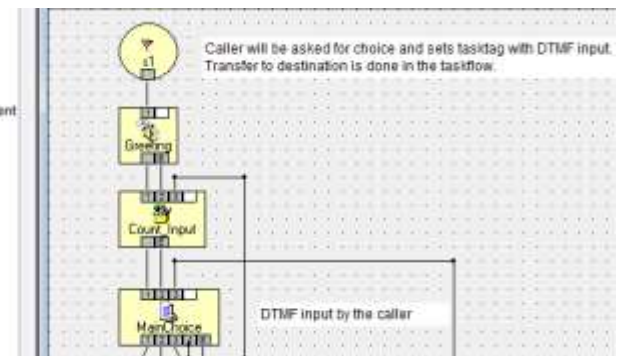 Caller will be asked for choice and sets tasktag with DTMF input.
Transfer to destination is done in the taskflow.
s1
ent
Greeting
Count_Input
DTMF input by the caller
MainChoice